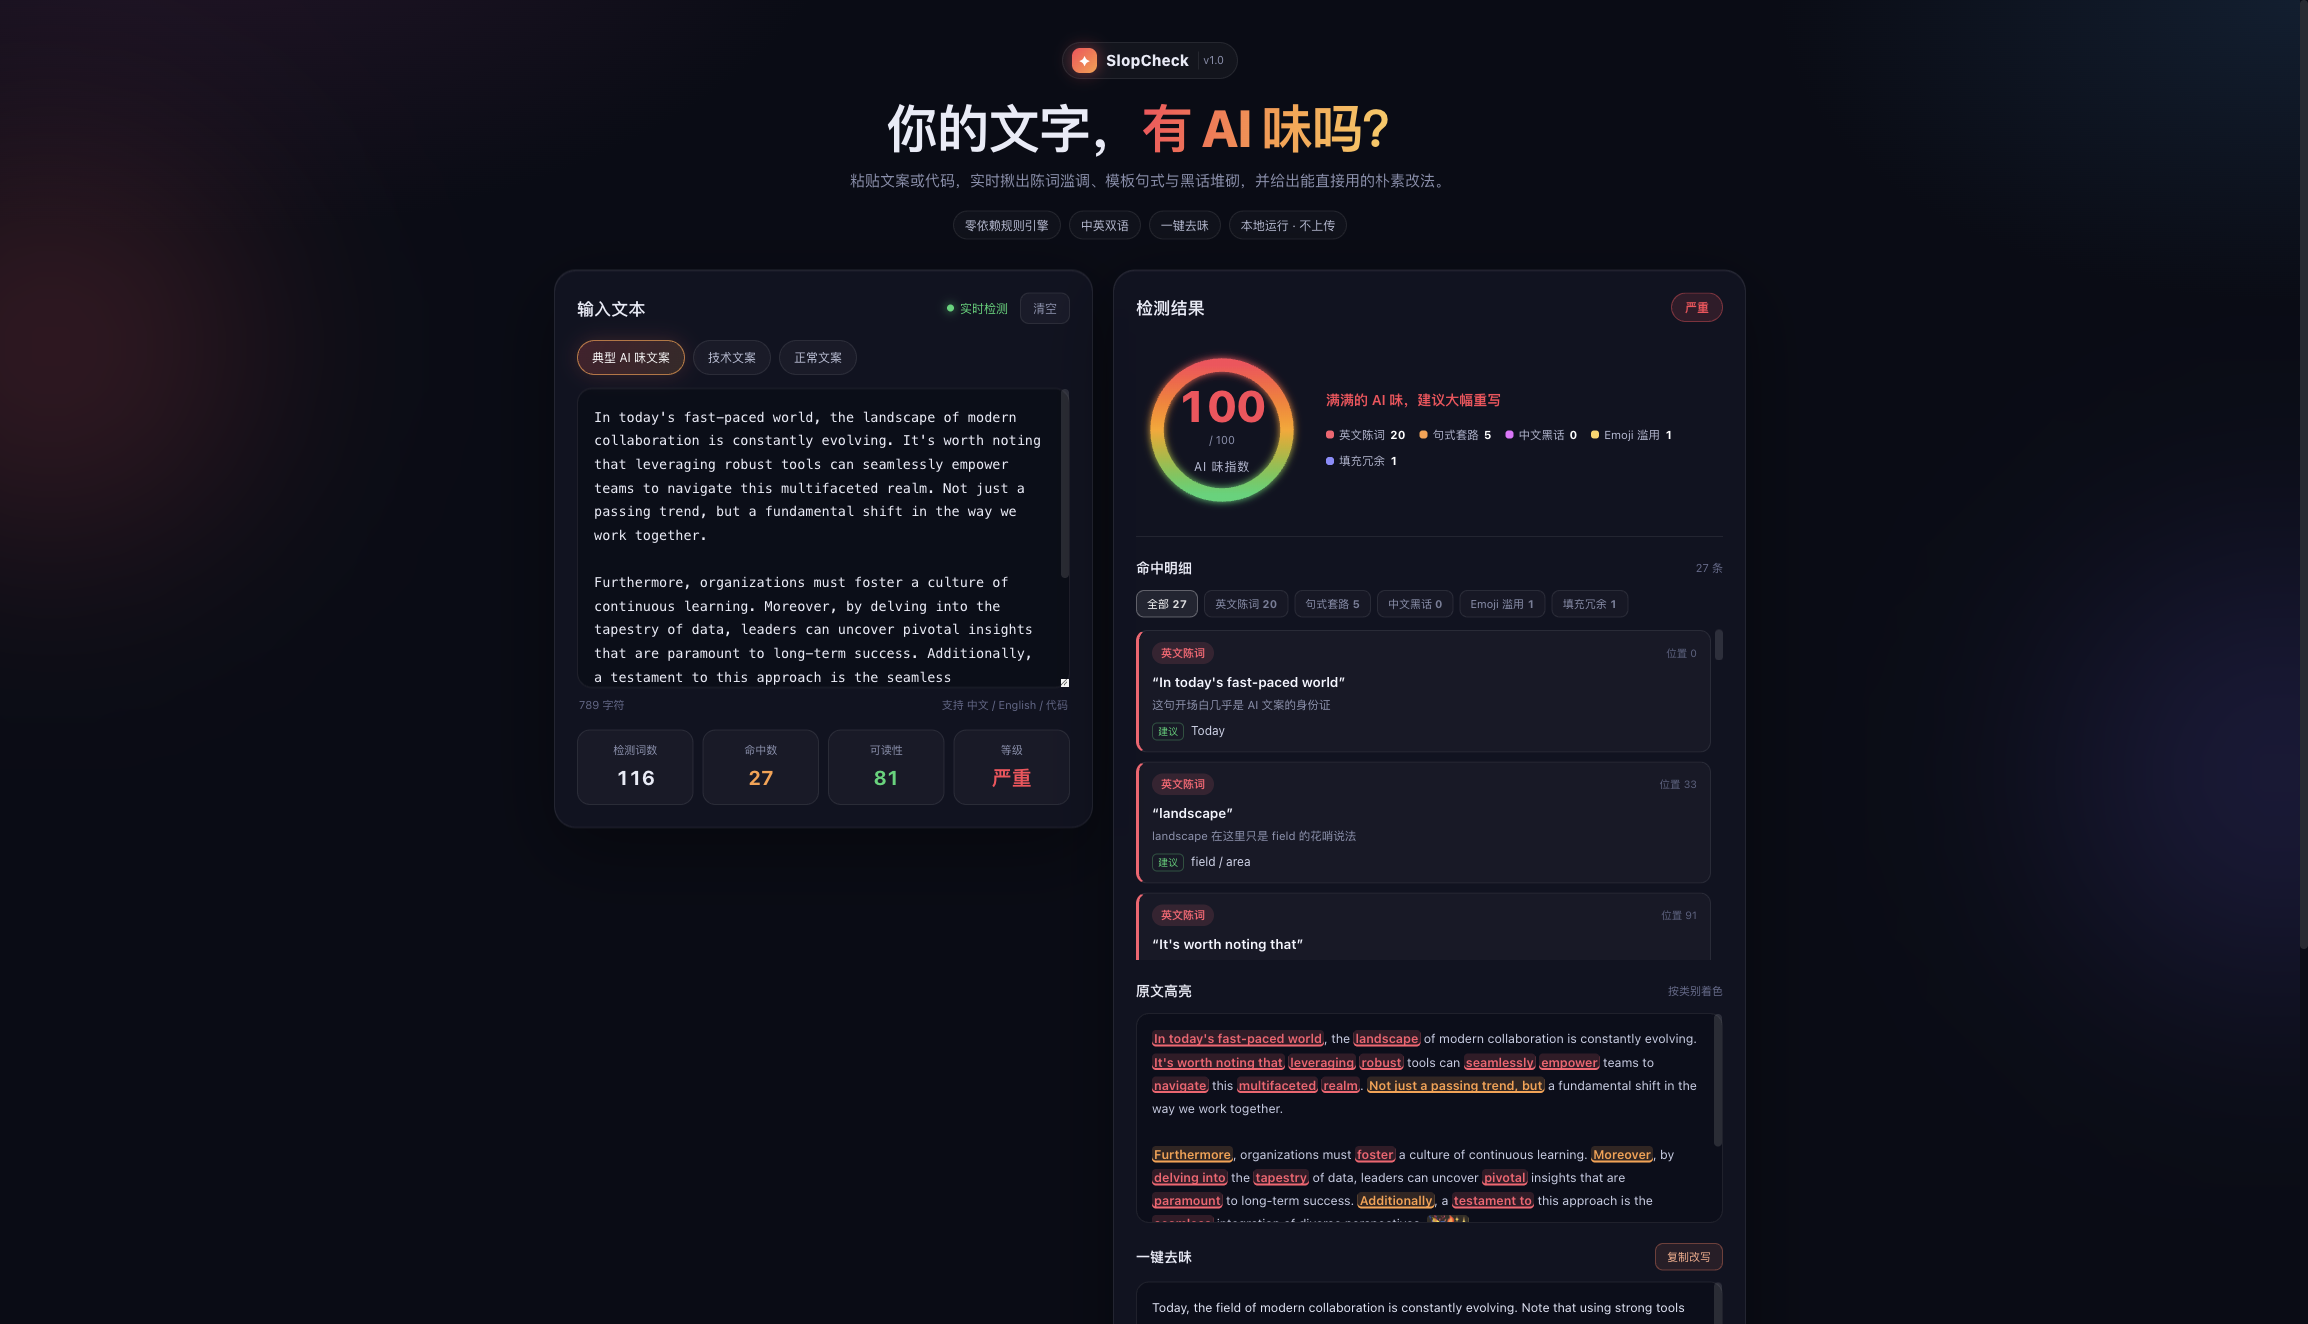 SlopCheck v1.0
你的文字，有 AI 味吗?
粘贴文案或代码，实时揪出陈词滥调、模板句式与黑话堆砌，并给出能直接用的朴素改法。
零依赖规则引擎 中英双语 一键去味 本地运行 · 不上传
输入文本 实时检测 清空
典型 AI 味文案 技术文案 正常文案
In today's fast-paced world, the landscape of modern
collaboration is constantly evolving. It's worth noting
that leveraging robust tools can seamlessly empower
teams to navigate this multifaceted realm. Not just a
passing trend, but a fundamental shift in the way we
work together.
Furthermore, organizations must foster a culture of
continuous learning. Moreover, by delving into the
tapestry of data, leaders can uncover pivotal insights
that are paramount to long-term success. Additionally,
a testament to this approach is the seamless
789 字符 支持 中文 / English / 代码
检测词数 命中数 可读性 等级
116 27 81 严重
检测结果 严重
100
/ 100
AI 味指数
满满的 AI 味，建议大幅重写
英文陈词 20 句式套路 5 中文黑话 0 Emoji 滥用 1
填充冗余 1
命中明细 27 条
全部 27 英文陈词 20 句式套路 5 中文黑话 0 Emoji 滥用 1 填充冗余 1
英文陈词 位置 0
“In today's fast-paced world”
这句开场白几乎是 AI 文案的身份证
建议 Today
英文陈词 位置 33
“landscape”
landscape 在这里只是 field 的花哨说法
建议 field / area
英文陈词 位置 91
“It's worth noting that”
原文高亮 按类别着色
In today's fast-paced world, the landscape of modern collaboration is constantly evolving.
It's worth noting that leveraging robust tools can seamlessly empower teams to
navigate this multifaceted realm. Not just a passing trend, but a fundamental shift in the
way we work together.
Furthermore, organizations must foster a culture of continuous learning. Moreover, by
delving into the tapestry of data, leaders can uncover pivotal insights that are
paramount to long-term success. Additionally, a testament to this approach is the
一键去味 复制改写
Today, the field of modern collaboration is constantly evolving. Note that using strong tools